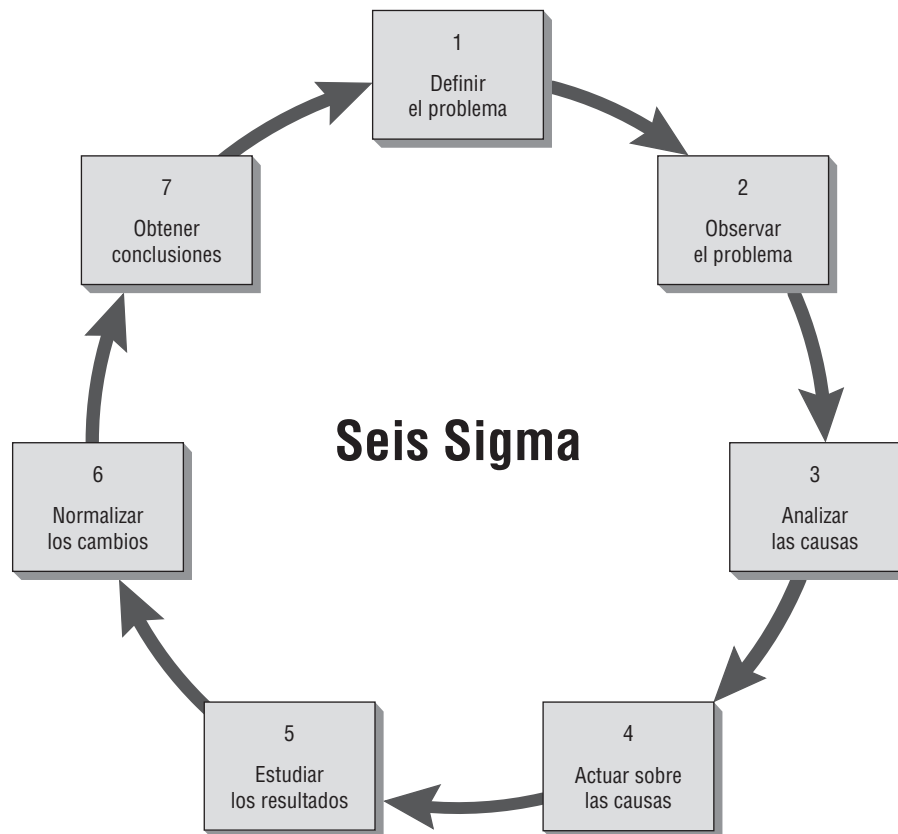 1
Definir
el problema
2
Observar
el problema
3
Analizar
las causas
4
Actuar sobre
las causas
5
Estudiar
los resultados
6
Normalizar
los cambios
7
Obtener
conclusiones
Seis Sigma